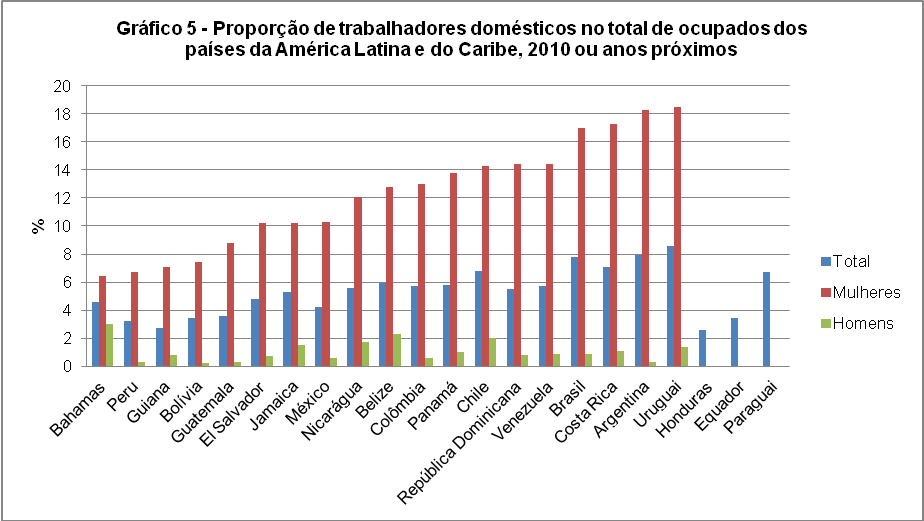 Gráfico 5 - Proporção de trabalhadores domésticos no total de ocupados dos
países da América Latina e do Caribe, 2010 ou anos próximos
20
18
16
14
12
10
8
6
4
2
0
%
Bahamas
Peru
Guiana
Bolívia
Guatemala
El Salvador
Jamaica
México
Nicarágua
Belize
Colômbia
Panamá
Chile
República Dominicana
Venezuela
Brasil
Costa Rica
Argentina
Uruguai
Honduras
Equador
Paraguai
Total
Mulheres
Homens